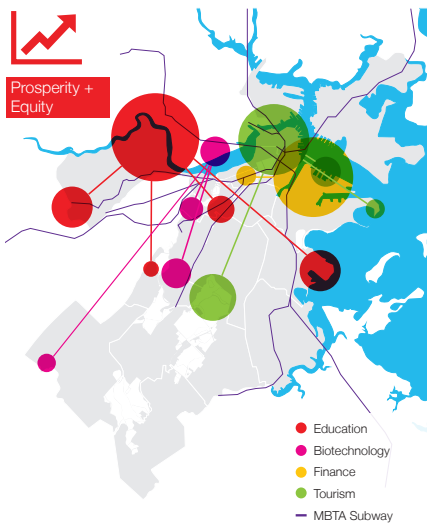 Prosperity +
Equity
Education
Biotechnology
Finance
Tourism
MBTA Subway